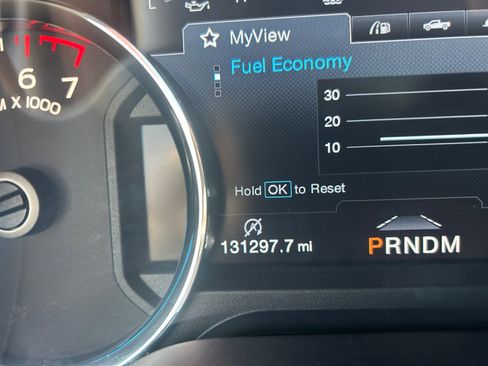 MyView
Fuel Economy
6 7
M X 1000
30
20
10
Hold OK to Reset
131297.7 mi
PRNDM